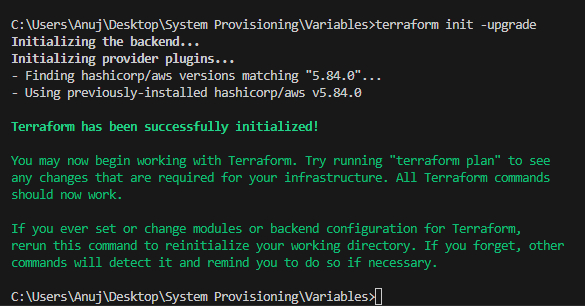 C:\Users\Anuj\Desktop\System Provisioning\Variables>terraform init -upgrade
Initializing the backend...
Initializing provider plugins...
- Finding hashicorp/aws versions matching "5.84.0"...
- Using previously-installed hashicorp/aws v5.84.0
Terraform has been successfully initialized!
You may now begin working with Terraform. Try running "terraform plan" to see
any changes that are required for your infrastructure. All Terraform commands
should now work.
If you ever set or change modules or backend configuration for Terraform,
rerun this command to reinitialize your working directory. If you forget, other
commands will detect it and remind you to do so if necessary.
C:\Users\Anuj\Desktop\System Provisioning\Variables>